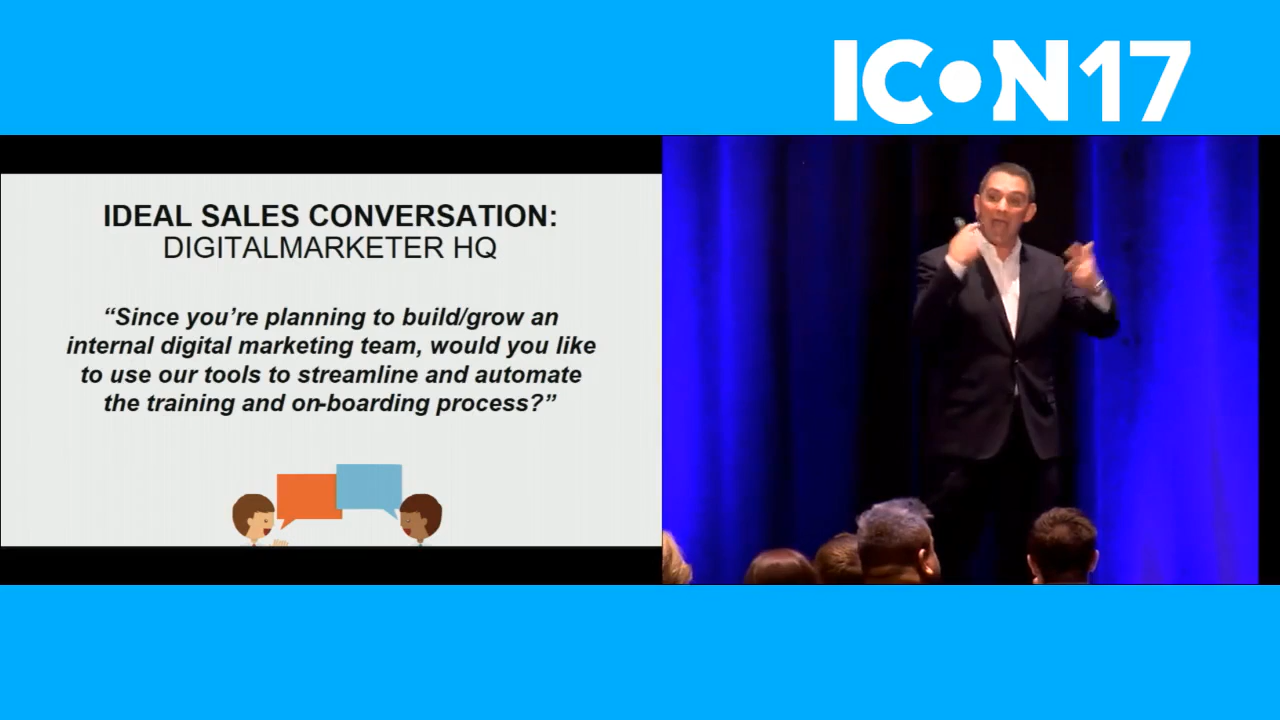 ICON17
IDEAL SALES CONVERSATION:
DIGITALMARKETER HQ
“Since you’re planning to build/grow an
internal digital marketing team, would you like
to use our tools to streamline and automate
the training and on-boarding process?”